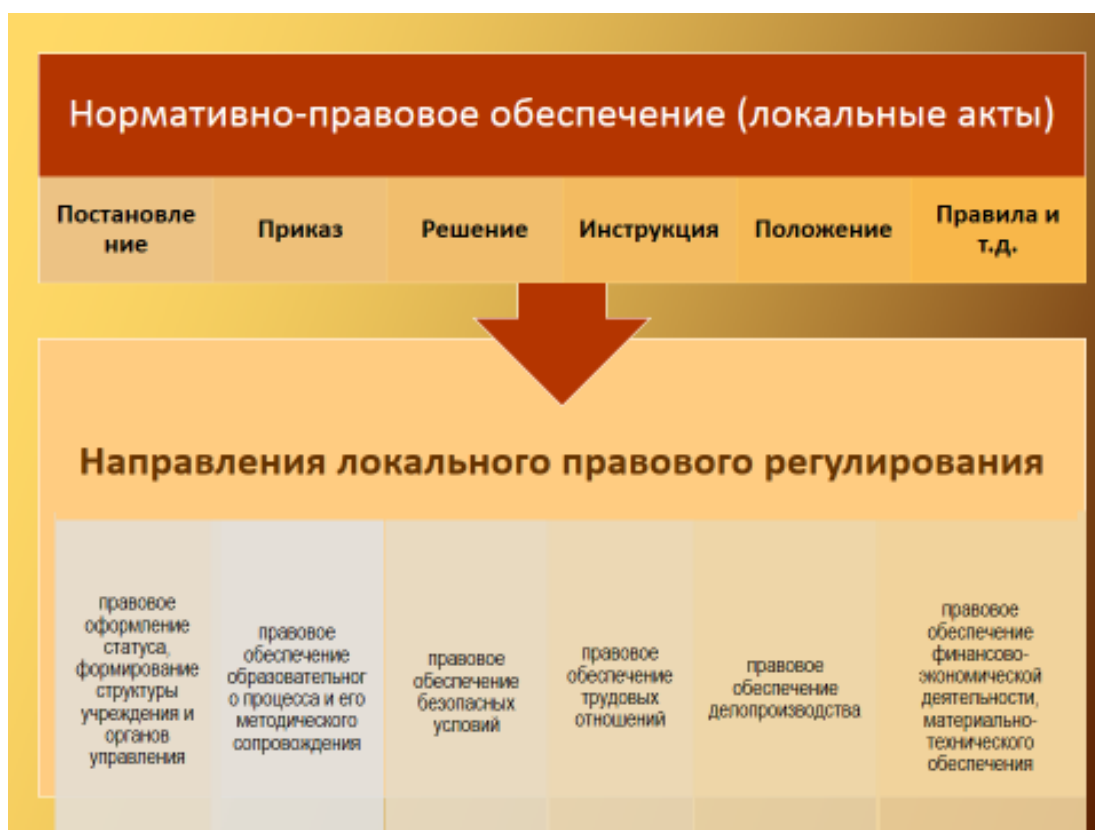 Нормативно-правовое обеспечение (локальные акты)
Постановле
ние
Приказ
Решение
Инструкция
Положение
Правила и
т.д.
Направления локального правового регулирования
правовое
оформление
статуса,
формирование
структуры
учреждения и
органов
управления
правовое
обеспечение
образовательног
о процесса и его
методического
сопровождения
правовое
обеспечение
безопасных
условий
правовое
обеспечение
трудовых
отношений
правовое
обеспечение
делопроизводства
правовое
обеспечение
финансово-
экономической
деятельности,
материально-
технического
обеспечения